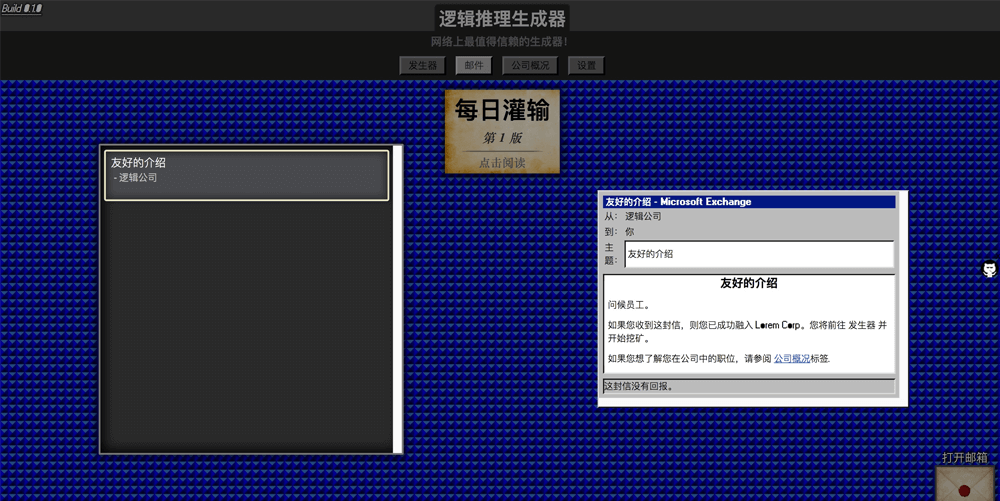 Build 0.1.0
逻辑推理生成器
网络上最值得信赖的生成器！
发生器 邮件 公司概况 设置
每日灌输
第 1 版
点击阅读
友好的介绍
- 逻辑公司
友好的介绍 - Microsoft Exchange
从： 逻辑公司
到： 你
主题： 友好的介绍
友好的介绍
问候员工。
如果您收到这封信，则您已成功融入 Lorem Corp。您将前往 发生器 并
开始挖矿。
如果您想了解您在公司中的职位，请参阅 公司概况标签.
这封信没有回报。
打开邮箱